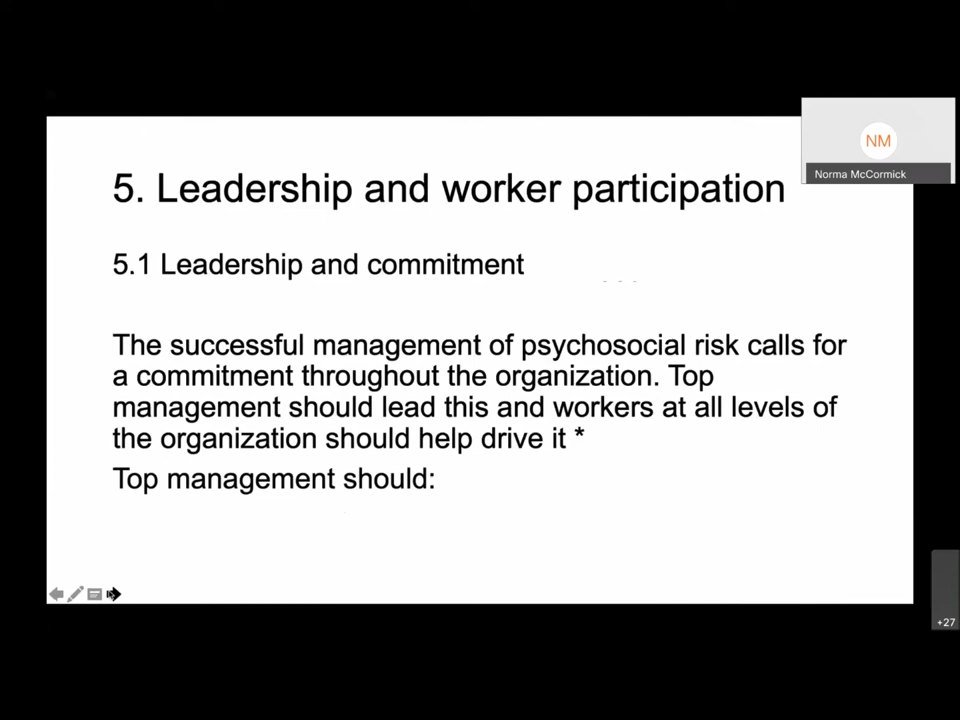 NM
Norma McCormick
5. Leadership and worker participation
5.1 Leadership and commitment
The successful management of psychosocial risk calls for
a commitment throughout the organization. Top
management should lead this and workers at all levels of
the organization should help drive it *
Top management should:
+27